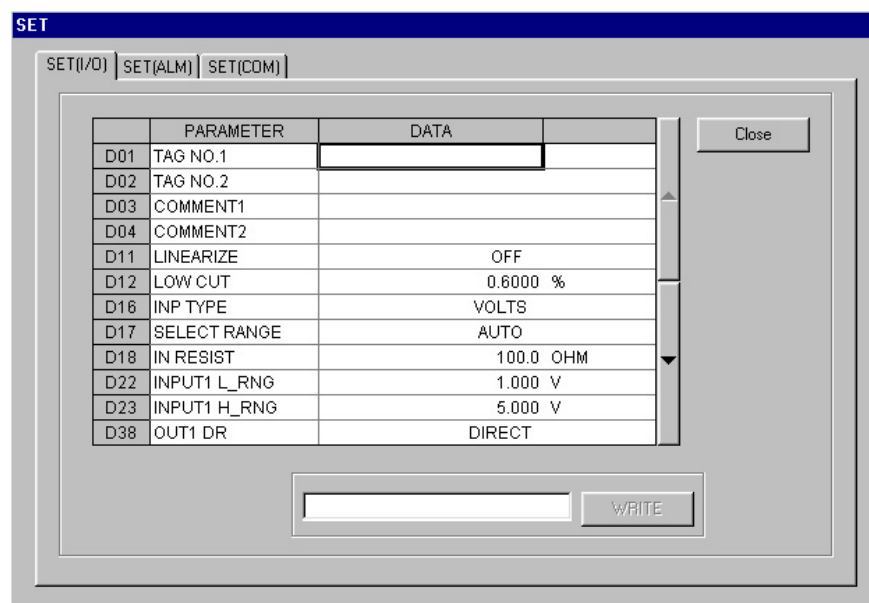 SET
SET(I/O) SET(ALM) SET(COM)
PARAMETER DATA
Close
D01 TAG NO.1
D02 TAG NO.2
D03 COMMENT1
D04 COMMENT2
D11 LINEARIZE OFF
D12 LOW CUT 0.6000 %
D16 INP TYPE VOLTS
D17 SELECT RANGE AUTO
D18 IN RESIST 100.0 OHM
D22 INPUT1 L_RNG 1.000 V
D23 INPUT1 H_RNG 5.000 V
D38 OUT1 DR DIRECT
WRITE